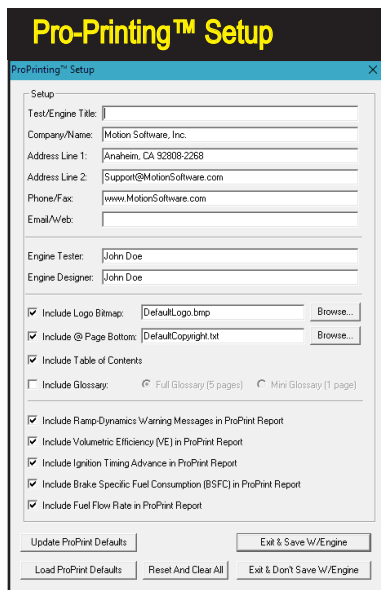 Pro-Printing™ Setup
ProPrinting™ Setup
Setup
Test/Engine Title:
Company/Name: Motion Software, Inc.
Address Line 1: Anaheim, CA 92808-2268
Address Line 2: Support@MotionSoftware.com
Phone/Fax: www.MotionSoftware.com
Email/Web:
Engine Tester: John Doe
Engine Designer: John Doe
Include Logo Bitmap: DefaultLogo.bmp Browse...
Include @ Page Bottom: DefaultCopyright.txt Browse...
Include Table of Contents
Include Glossary: Full Glossary (5 pages) Mini Glossary (1 page)
Include Ramp-Dynamics Warning Messages in ProPrint Report
Include Volumetric Efficiency (VE) in ProPrint Report
Include Ignition Timing Advance in ProPrint Report
Include Brake Specific Fuel Consumption (BSFC) in ProPrint Report
Include Fuel Flow Rate in ProPrint Report
Update ProPrint Defaults Exit & Save W/Engine
Load ProPrint Defaults Reset And Clear All Exit & Don't Save W/Engine